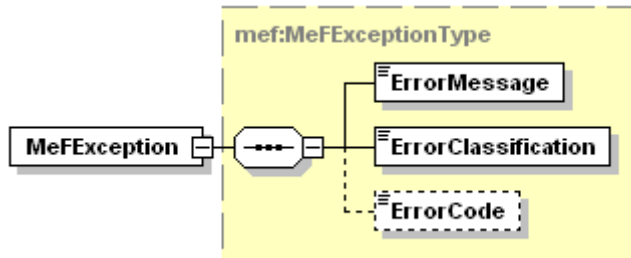 mef:MeFExceptionType
ErrorMessage
MeFException
ErrorClassification
ErrorCode